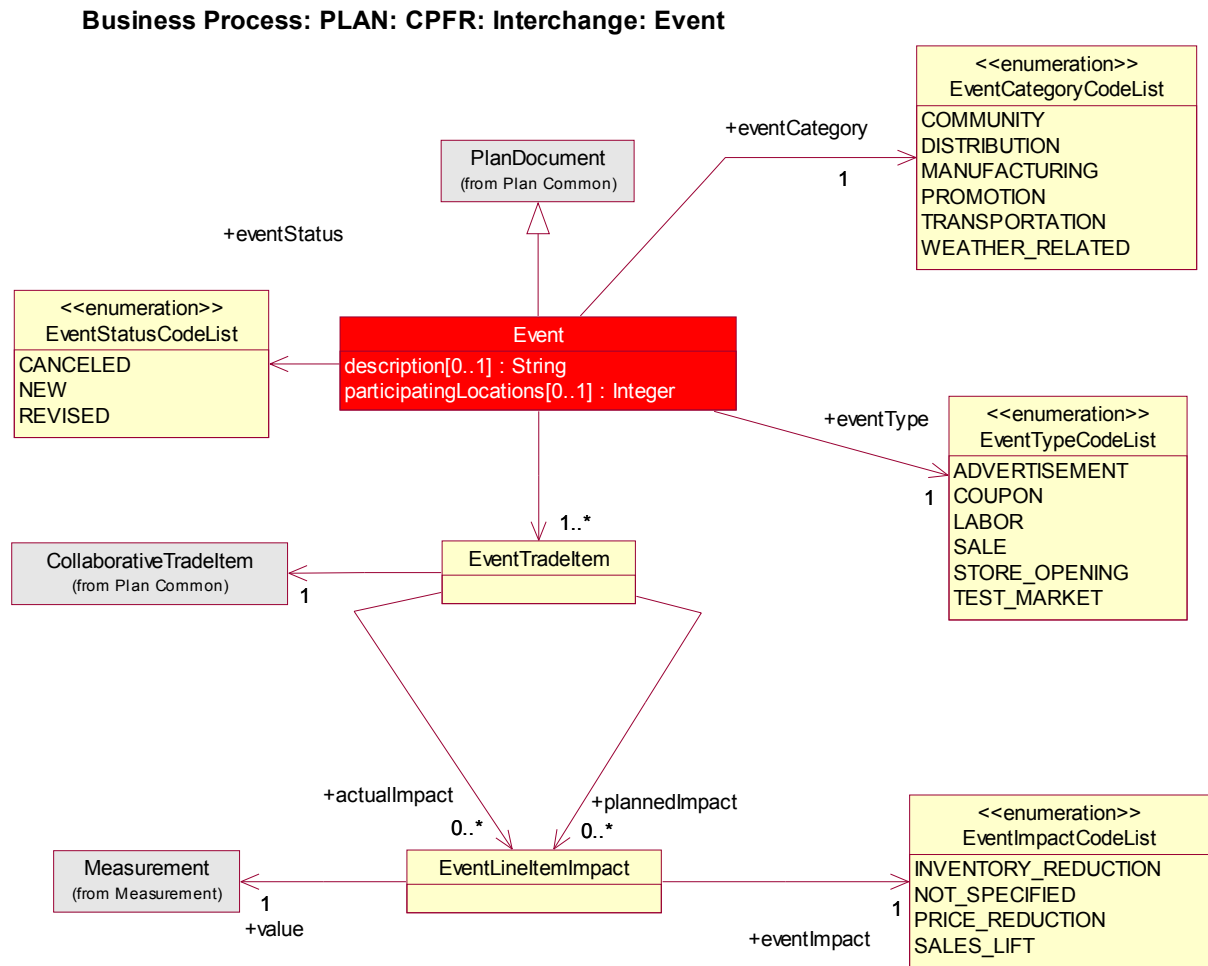 Business Process: PLAN: CPFR: Interchange: Event
<<enumeration>>
EventCategoryCodeList
COMMUNITY
DISTRIBUTION
MANUFACTURING
PROMOTION
TRANSPORTATION
WEATHER_RELATED
+eventCategory
1
PlanDocument
(from Plan Common)
+eventStatus
<<enumeration>>
EventStatusCodeList
CANCELED
NEW
REVISED
Event
description[0..1] : String
participatingLocations[0..1] : Integer
+eventType
1
<<enumeration>>
EventTypeCodeList
ADVERTISEMENT
COUPON
LABOR
SALE
STORE_OPENING
TEST_MARKET
1..*
CollaborativeTradeItem
(from Plan Common)
1
EventTradeItem
+actualImpact
0..*
+plannedImpact
0..*
<<enumeration>>
EventImpactCodeList
INVENTORY_REDUCTION
NOT_SPECIFIED
PRICE_REDUCTION
SALES_LIFT
Measurement
(from Measurement)
1
+value
EventLineItemImpact
1
+eventImpact